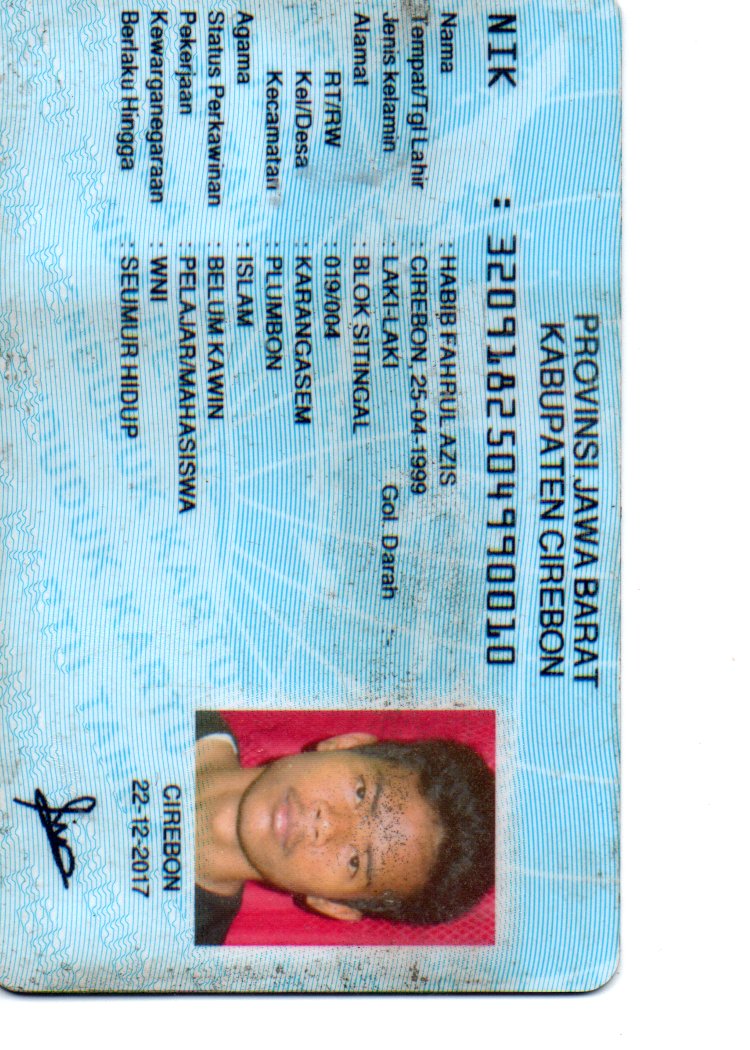 PROVINSI JAWA BARAT
KABUPATEN CIREBON
NIK : 3209182504990010
Nama : HABIB FAHRUL AZIS
Tempat/Tgl Lahir : CIREBON, 25-04-1999
Jenis kelamin : LAKI-LAKI Gol. Darah : -
Alamat : BLOK SITINGAL
RT/RW : 019/004
Kel/Desa : KARANGASEM
Kecamatan : PLUMBON
Agama : ISLAM
Status Perkawinan : BELUM KAWIN
Pekerjaan : PELAJAR/MAHASISWA
Kewarganegaraan : WNI
Berlaku Hingga : SEUMUR HIDUP
CIREBON
22-12-2017